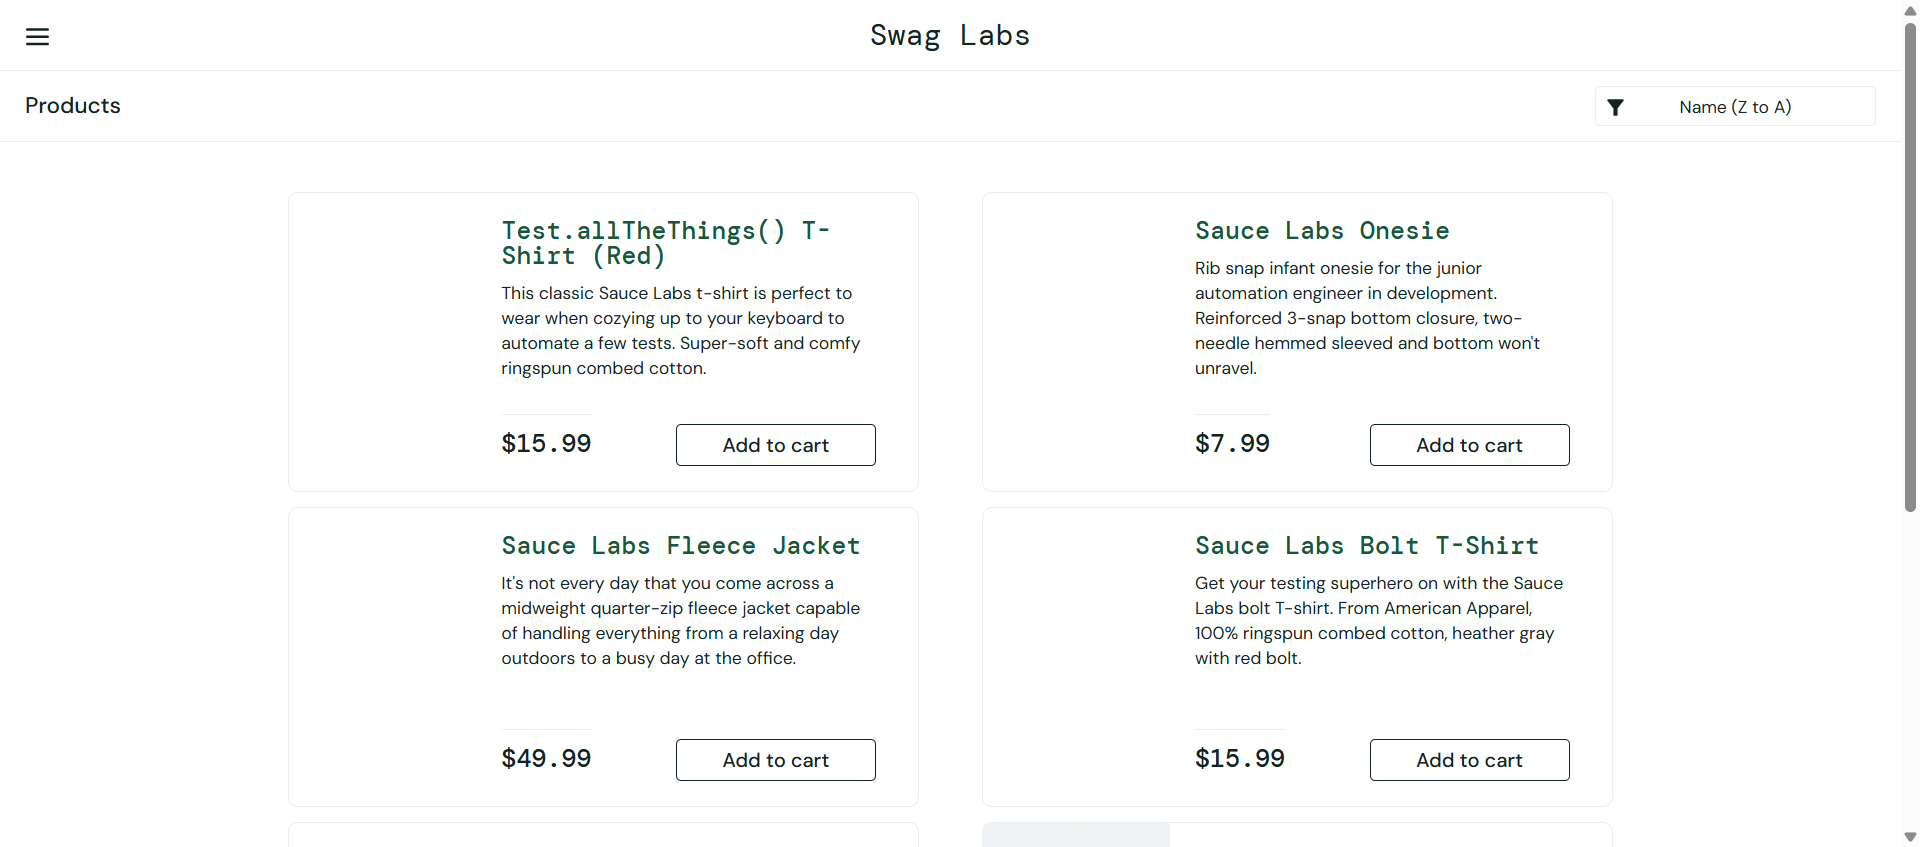 Swag Labs
Products
Name (Z to A)
Test.allTheThings() T-
Shirt (Red)
This classic Sauce Labs t-shirt is perfect to
wear when cozying up to your keyboard to
automate a few tests. Super-soft and comfy
ringspun combed cotton.
$15.99
Add to cart
Sauce Labs Onesie
Rib snap infant onesie for the junior
automation engineer in development.
Reinforced 3-snap bottom closure, two-
needle hemmed sleeved and bottom won't
unravel.
$7.99
Add to cart
Sauce Labs Fleece Jacket
It's not every day that you come across a
midweight quarter-zip fleece jacket capable
of handling everything from a relaxing day
outdoors to a busy day at the office.
$49.99
Add to cart
Sauce Labs Bolt T-Shirt
Get your testing superhero on with the Sauce
Labs bolt T-shirt. From American Apparel,
100% ringspun combed cotton, heather gray
with red bolt.
$15.99
Add to cart